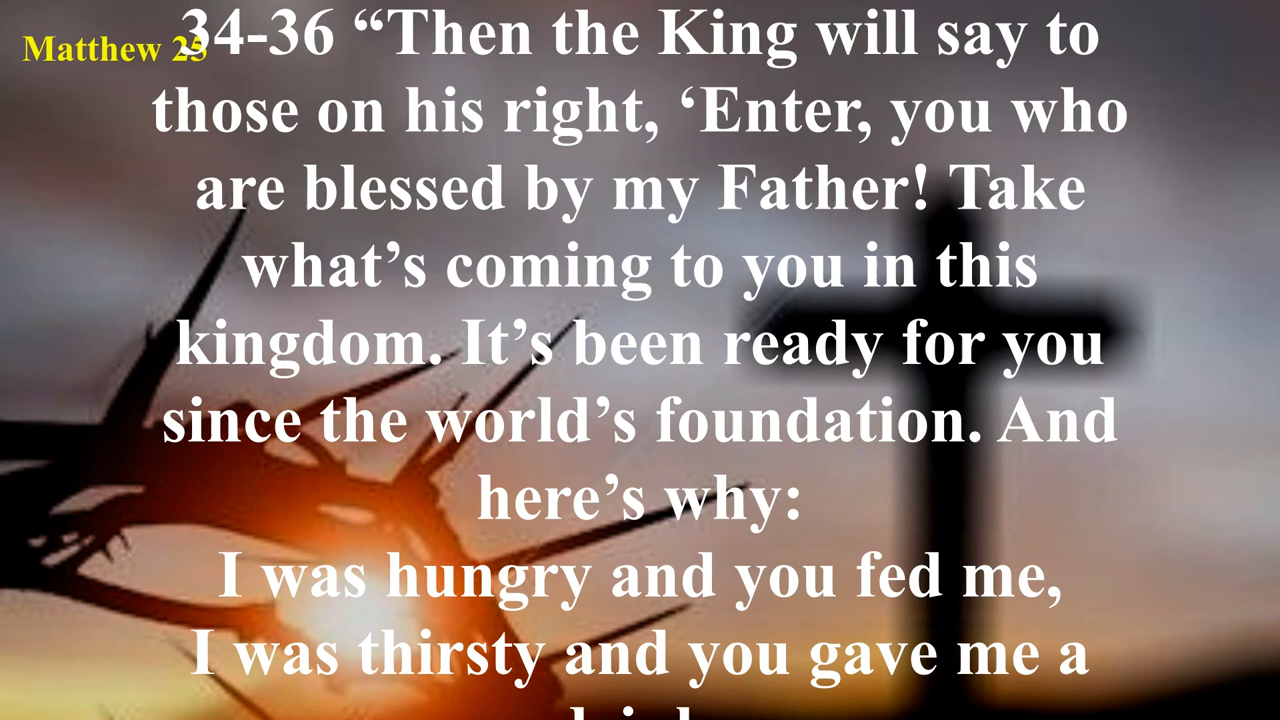 Matthew 25
34-36 “Then the King will say to
those on his right, ‘Enter, you who
are blessed by my Father! Take
what’s coming to you in this
kingdom. It’s been ready for you
since the world’s foundation. And
here’s why:
I was hungry and you fed me,
I was thirsty and you gave me a